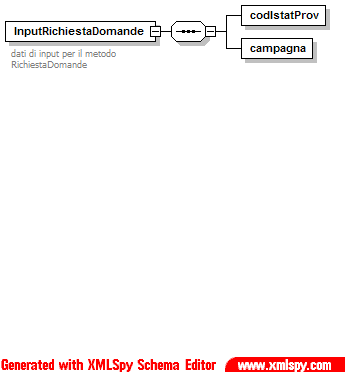 codIstatProv
InputRichiestaDomande
campagna
dati di input per il metodo
RichiestaDomande
Generated with XMLSpy Schema Editor www.xmlspy.com